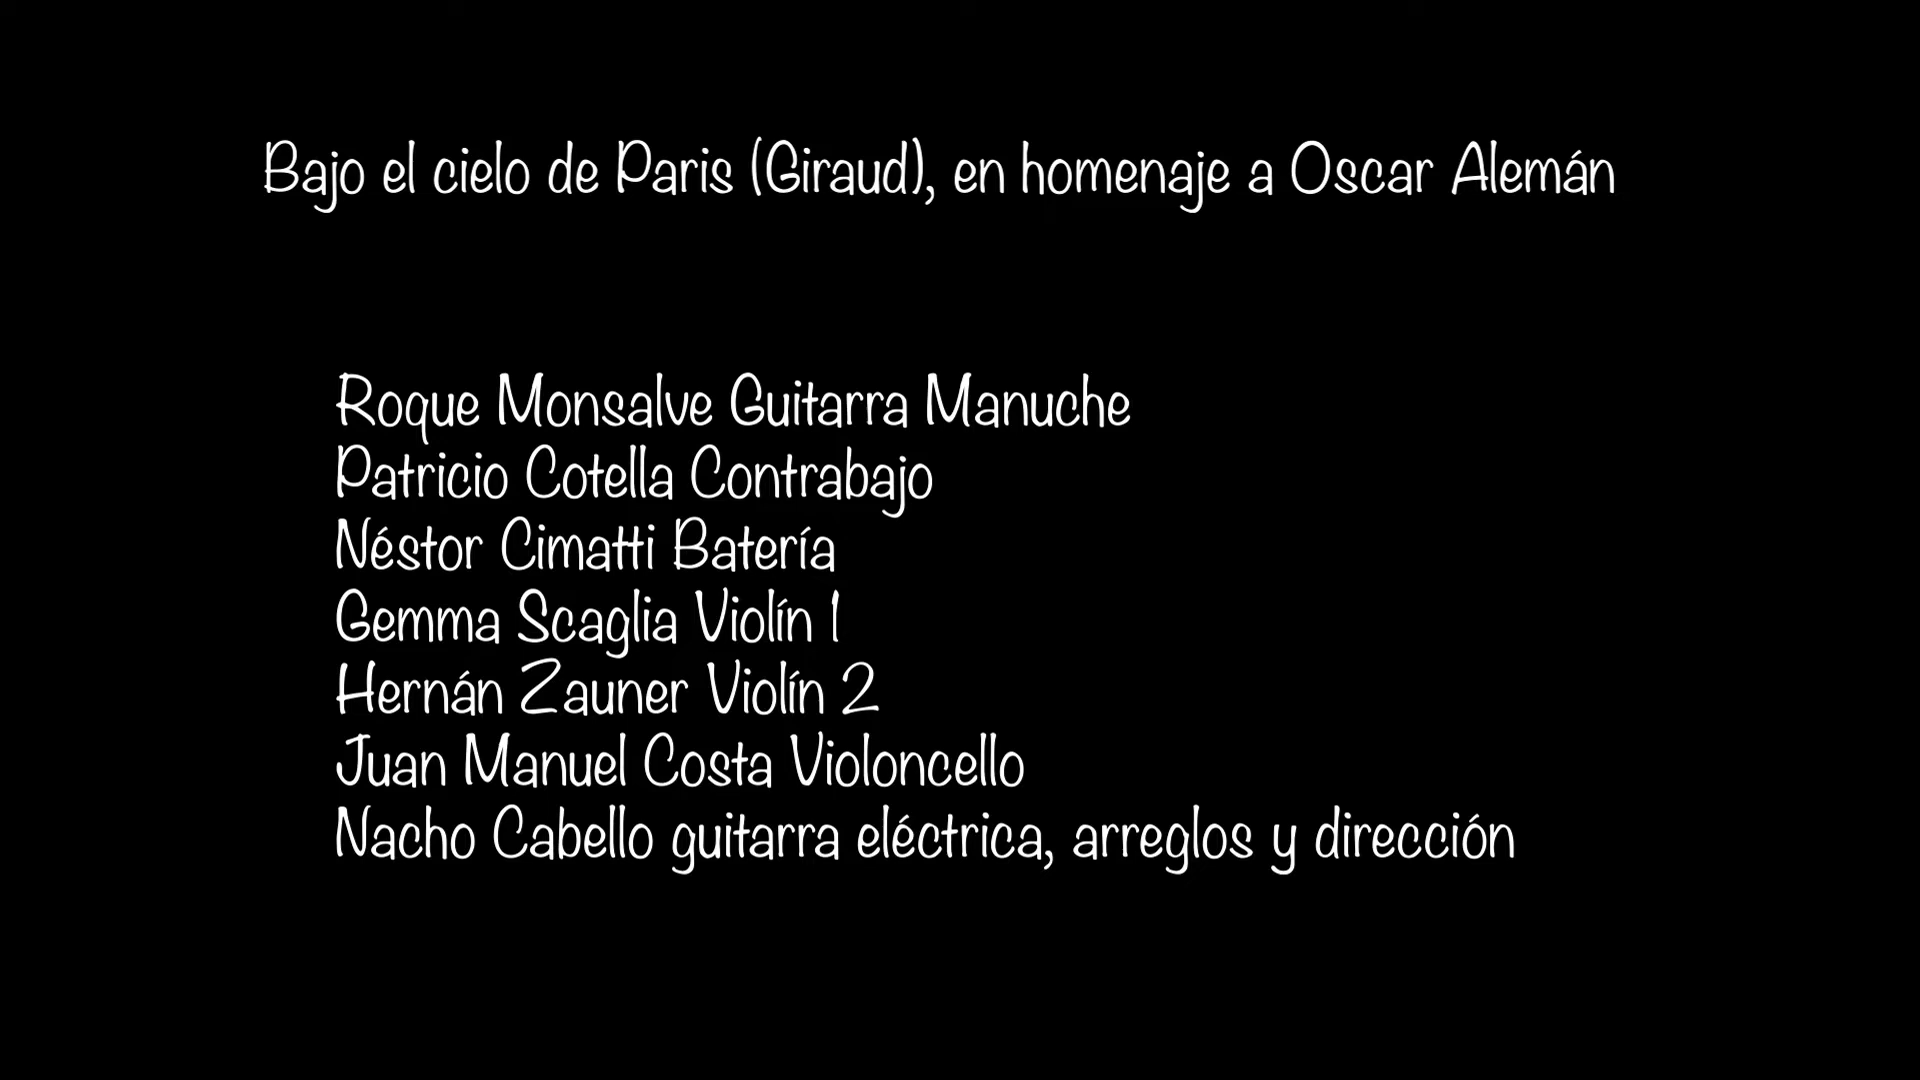 Bajo el cielo de Paris (Giraud), en homenaje a Oscar Alemán
Roque Monsalve Guitarra Manuche
Patricio Cotella Contrabajo
Néstor Cimatti Batería
Gemma Scaglia Violín 1
Hernán Zauner Violín 2
Juan Manuel Costa Violoncello
Nacho Cabello guitarra eléctrica, arreglos y dirección